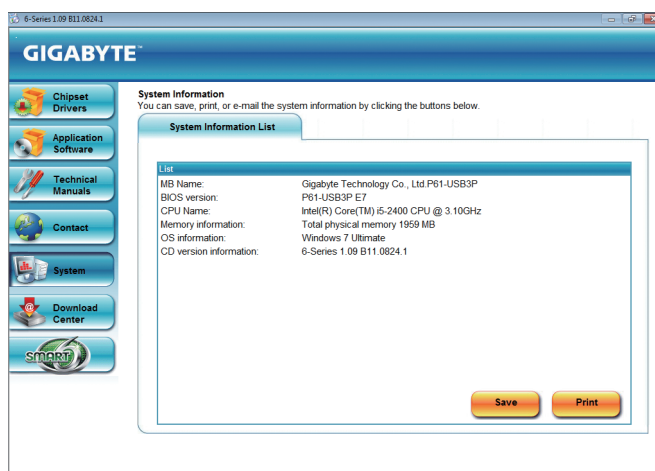 6-Series 1.09 B11.0824.1
GIGABYTE™
Chipset
Drivers
Application
Software
Technical
Manuals
Contact
System
Download
Center
SMART6
System Information
You can save, print, or e-mail the system information by clicking the buttons below.
System Information List
List
MB Name: Gigabyte Technology Co., Ltd.P61-USB3P
BIOS version: P61-USB3P E7
CPU Name: Intel(R) Core(TM) i5-2400 CPU @ 3.10GHz
Memory information: Total physical memory 1959 MB
OS information: Windows 7 Ultimate
CD version information: 6-Series 1.09 B11.0824.1
Save Print